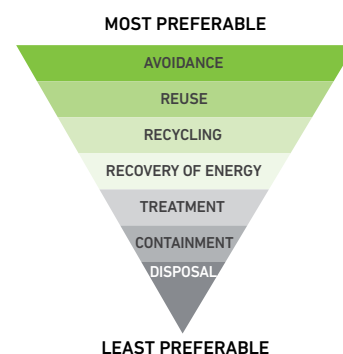 MOST PREFERABLE
AVOIDANCE
REUSE
RECYCLING
RECOVERY OF ENERGY
TREATMENT
CONTAINMENT
DISPOSAL
LEAST PREFERABLE